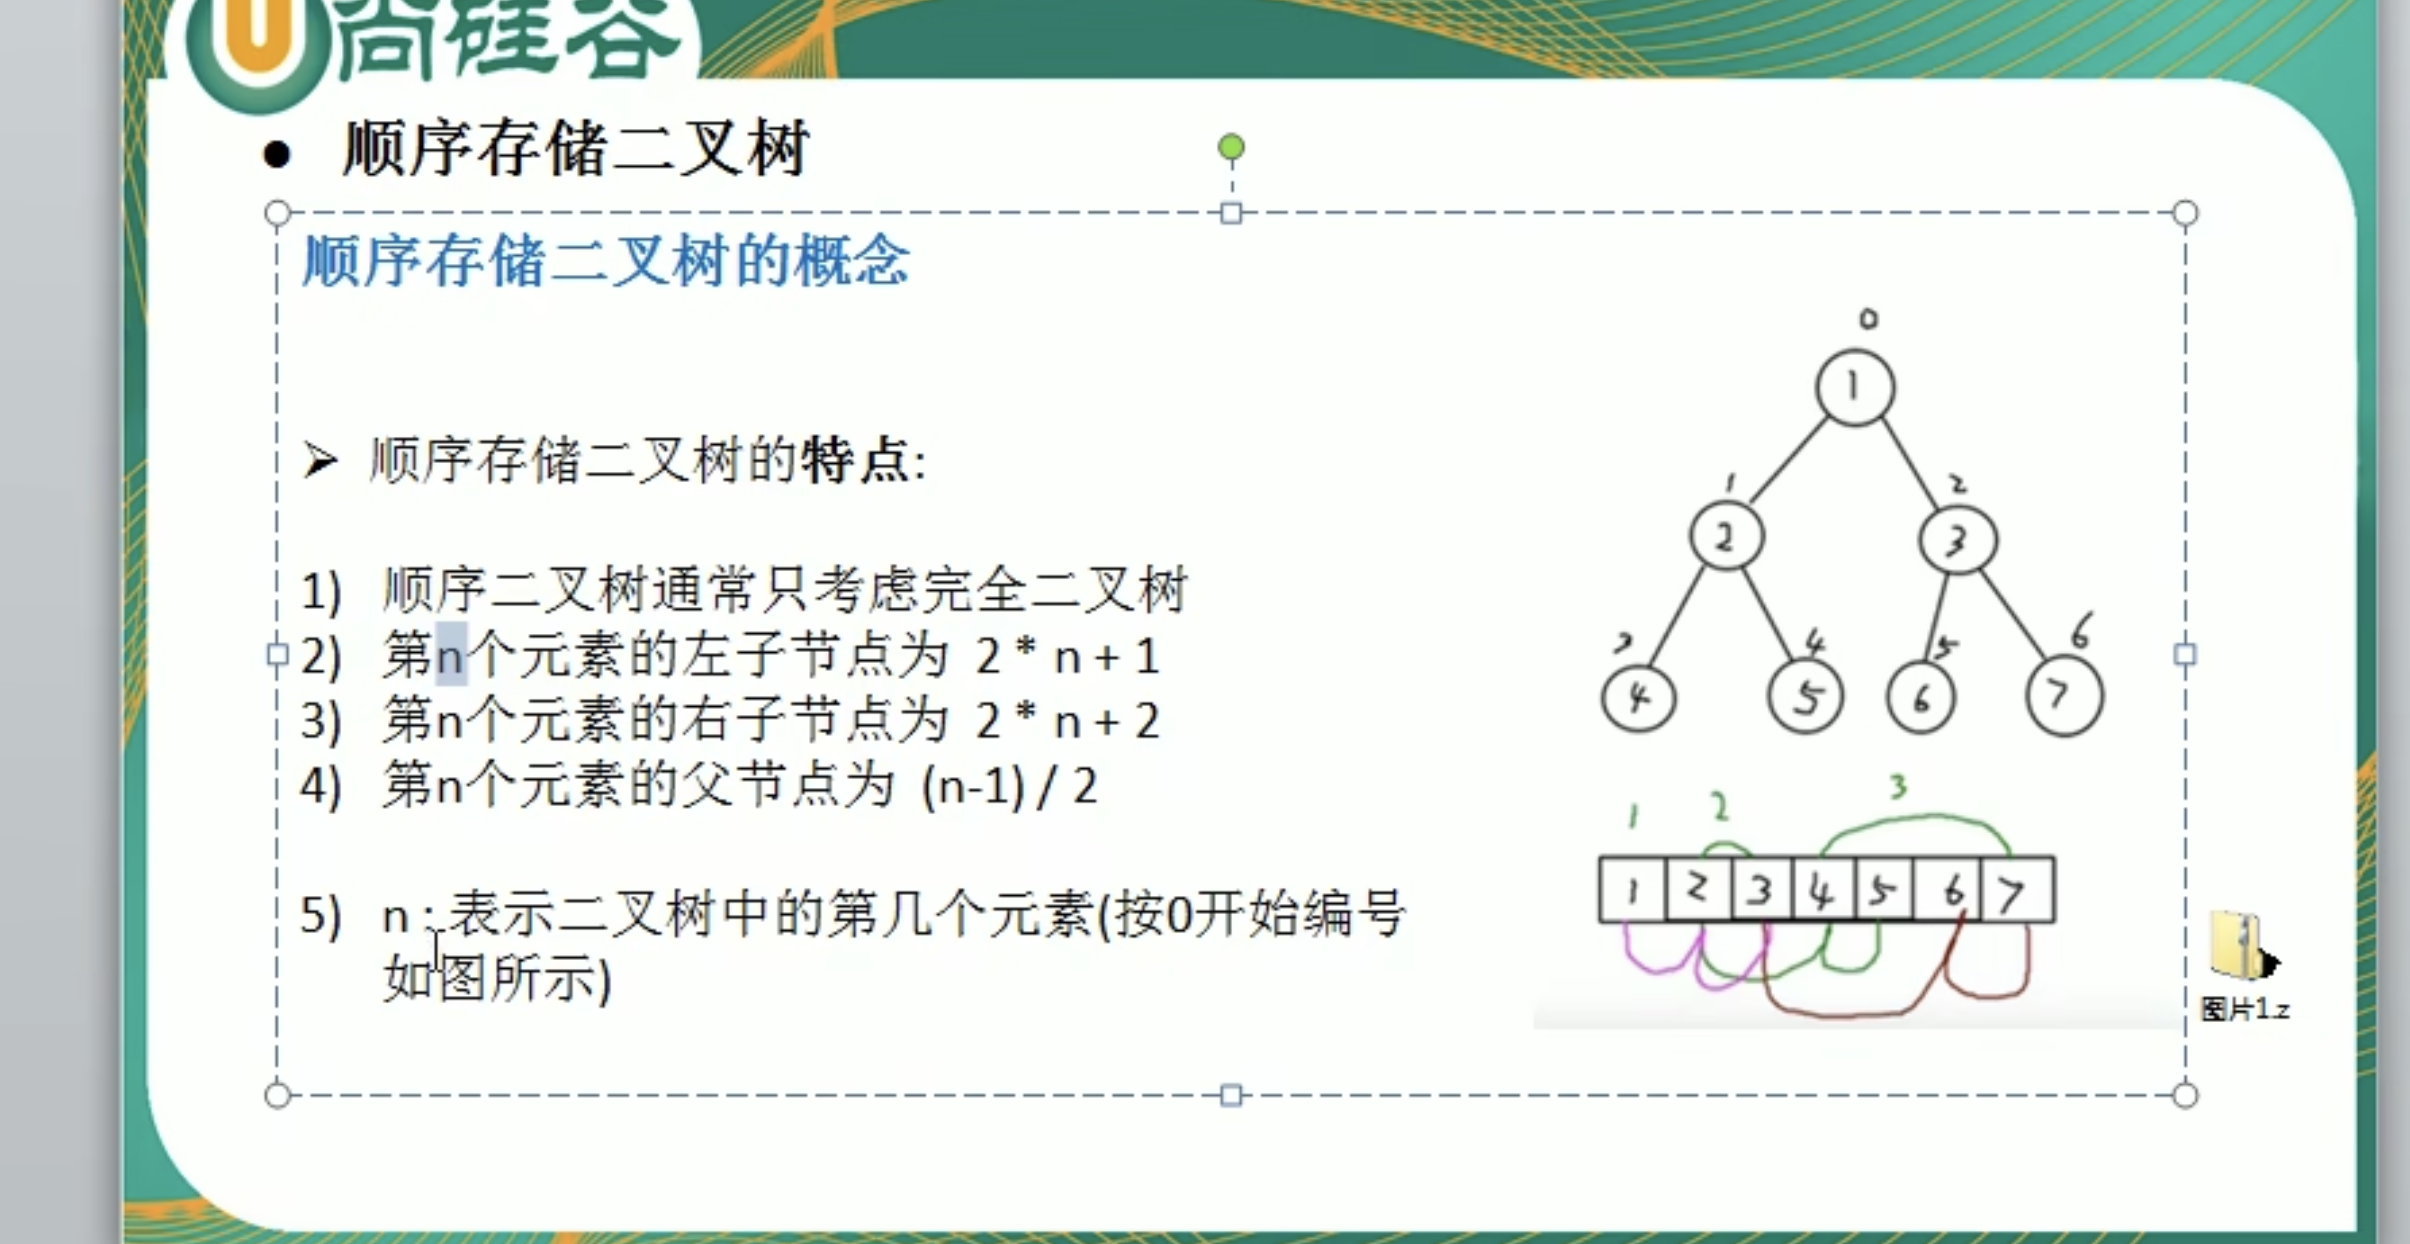 尚硅谷
顺序存储二叉树
顺序存储二叉树的概念
顺序存储二叉树的特点:
1) 顺序二叉树通常只考虑完全二叉树
2) 第n个元素的左子节点为 2 * n + 1
3) 第n个元素的右子节点为 2 * n + 2
4) 第n个元素的父节点为 (n-1) / 2
5) n : 表示二叉树中的第几个元素(按0开始编号
如图所示)
0
1
1 2
2 3
3 4 5 6
4 5 6 7
1 2 3
1 2 3 4 5 6 7
图片1.z